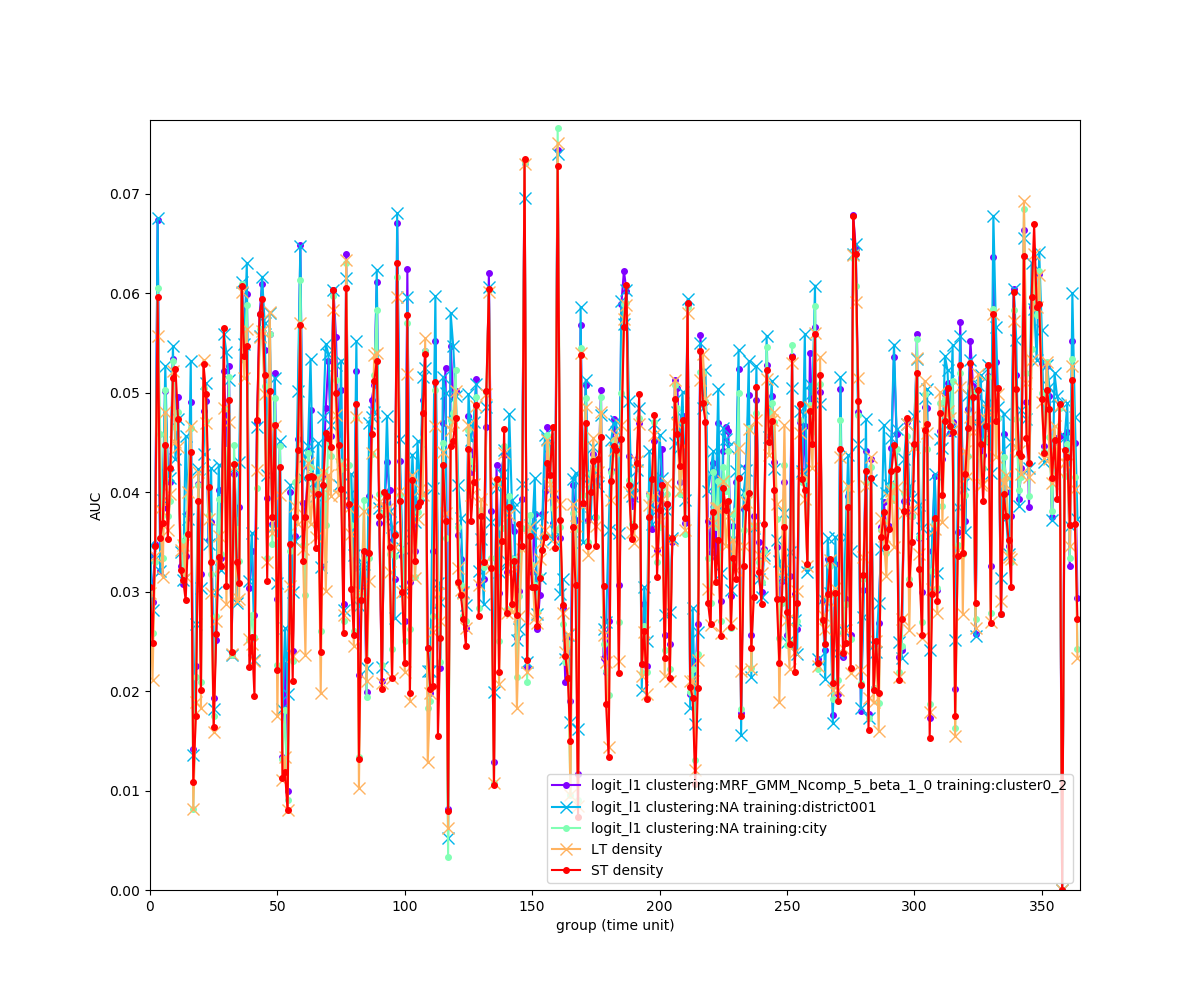 AUC
0.07
0.06
0.05
0.04
0.03
0.02
0.01
0.00
0 50 100 150 200 250 300 350
group (time unit)
logit_l1 clustering:MRF_GMM_Ncomp_5_beta_1_0 training:cluster0_2
logit_l1 clustering:NA training:district001
logit_l1 clustering:NA training:city
LT density
ST density